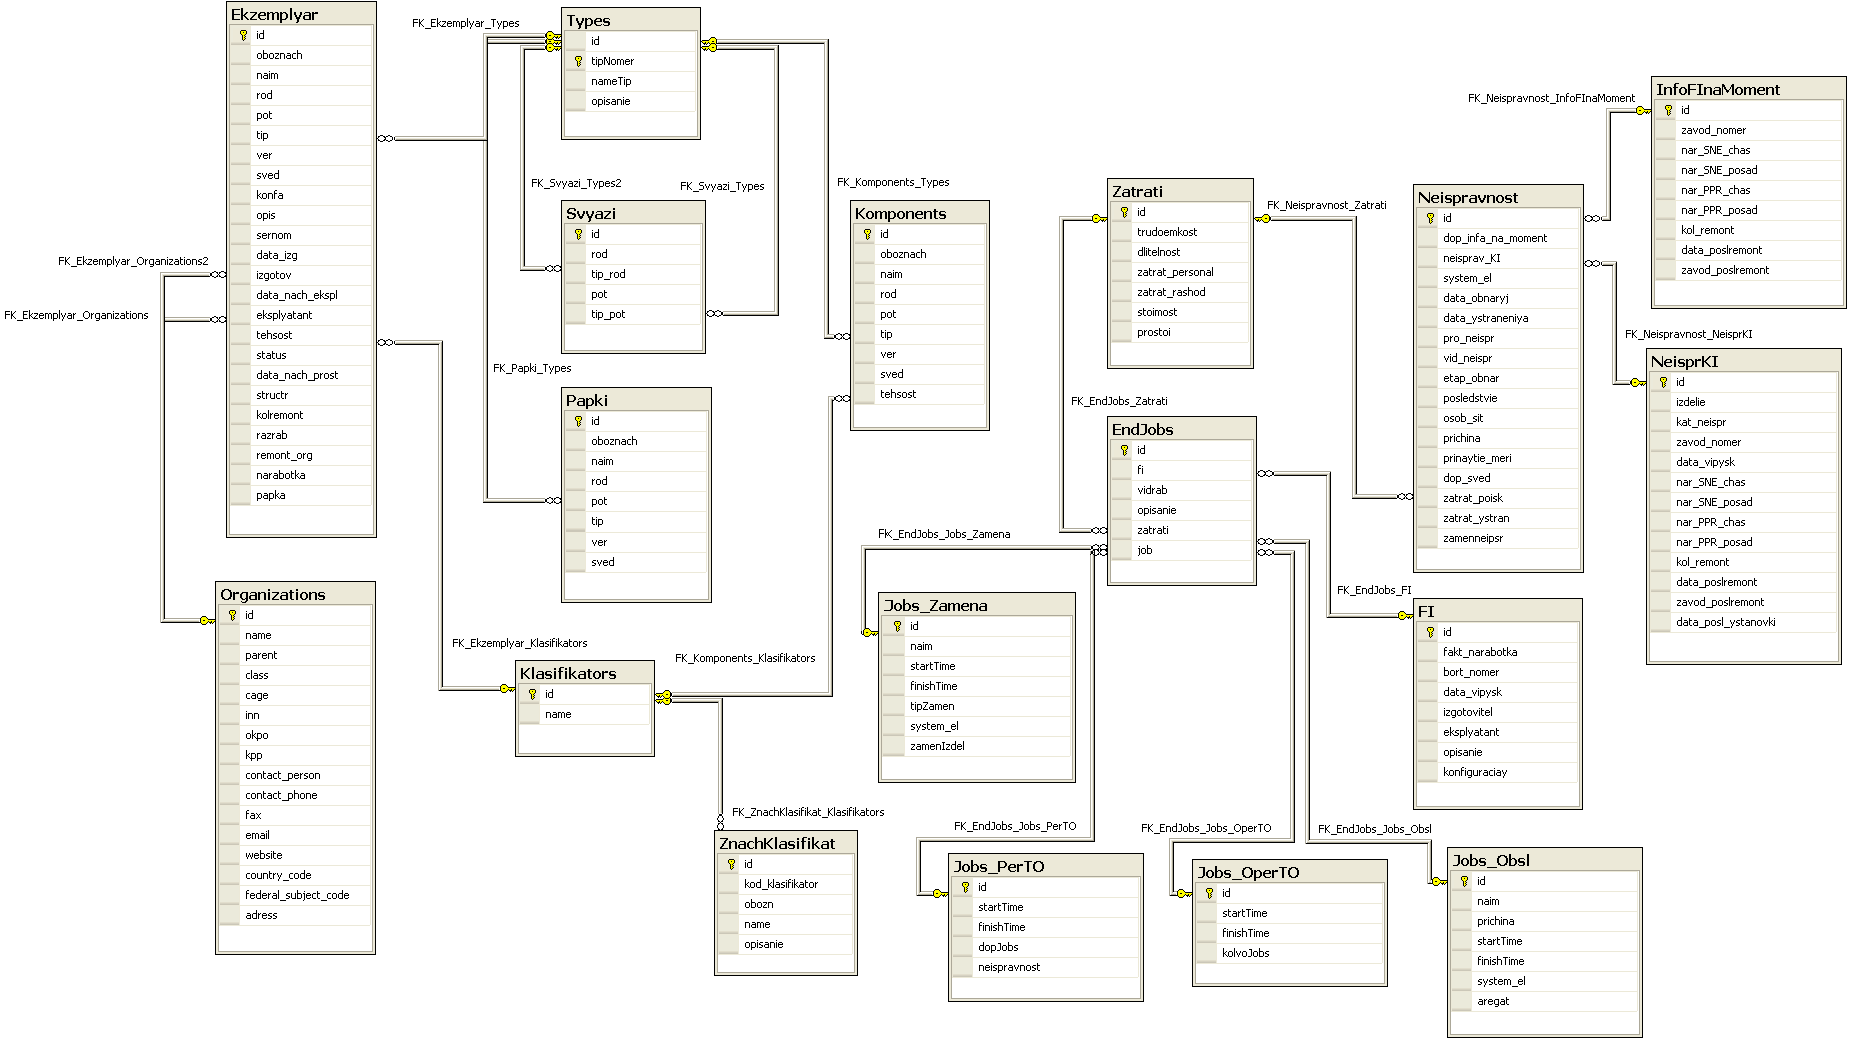 Ekzemplyar
id
oboznach
naim
rod
pot
tip
ver
sved
konfa
opis
sernom
data_izg
izgotov
data_nach_ekspl
eksplyatant
tehsost
status
data_nach_prost
structr
kolremont
razrab
remont_org
narabotka
papka
FK_Ekzemplyar_Types
Types
id
tipNomer
nameTip
opisanie
FK_Svyazi_Types2
FK_Svyazi_Types
FK_Komponents_Types
Svyazi
id
rod
tip_rod
pot
tip_pot
Komponents
id
oboznach
naim
rod
pot
tip
ver
sved
tehsost
FK_Ekzemplyar_Organizations2
FK_Ekzemplyar_Organizations
FK_Papki_Types
Papki
id
oboznach
naim
rod
pot
tip
ver
sved
Organizations
id
name
parent
class
cage
inn
okpo
kpp
contact_person
contact_phone
fax
email
website
country_code
federal_subject_code
adress
FK_Ekzemplyar_Klasifikators
FK_Komponents_Klasifikators
Klasifikators
id
name
FK_ZnachKlasifikat_Klasifikators
ZnachKlasifikat
id
kod_klasifikator
obozn
name
opisanie
Zatrati
id
trudoemkost
dlitelnost
zatrat_personal
zatrat_rashod
stoimost
prostoi
FK_Neispravnost_Zatrati
FK_EndJobs_Zatrati
EndJobs
id
fi
vidrab
opisanie
zatrati
job
Neispravnost
id
dop_infa_na_moment
neisprav_KI
system_el
data_obnaryj
data_ystraneniya
pro_neispr
vid_neispr
etap_obnar
posledstvie
osob_sit
prichina
prinaytie_meri
dop_sved
zatrat_poisk
zatrat_ystran
zamenneipsr
FK_Neispravnost_InfoFInaMoment
InfoFInaMoment
id
zavod_nomer
nar_SNE_chas
nar_SNE_posad
nar_PPR_chas
nar_PPR_posad
kol_remont
data_poslremont
zavod_poslremont
FK_Neispravnost_NeisprKI
NeisprKI
id
izdelie
kat_neispr
zavod_nomer
data_vipysk
nar_SNE_chas
nar_SNE_posad
nar_PPR_chas
nar_PPR_posad
kol_remont
data_poslremont
zavod_poslremont
data_posl_ystanovki
FK_EndJobs_Jobs_Zamena
Jobs_Zamena
id
naim
startTime
finishTime
tipZamen
system_el
zamenIzdel
FK_EndJobs_FI
FI
id
fakt_narabotka
bort_nomer
data_vipysk
izgotovitel
eksplyatant
opisanie
konfiguraciay
FK_EndJobs_Jobs_PerTO
Jobs_PerTO
id
startTime
finishTime
dopJobs
neispravnost
FK_EndJobs_Jobs_OperTO
Jobs_OperTO
id
startTime
finishTime
kolvoJobs
FK_EndJobs_Jobs_Obsl
Jobs_Obsl
id
naim
prichina
startTime
finishTime
system_el
aregat